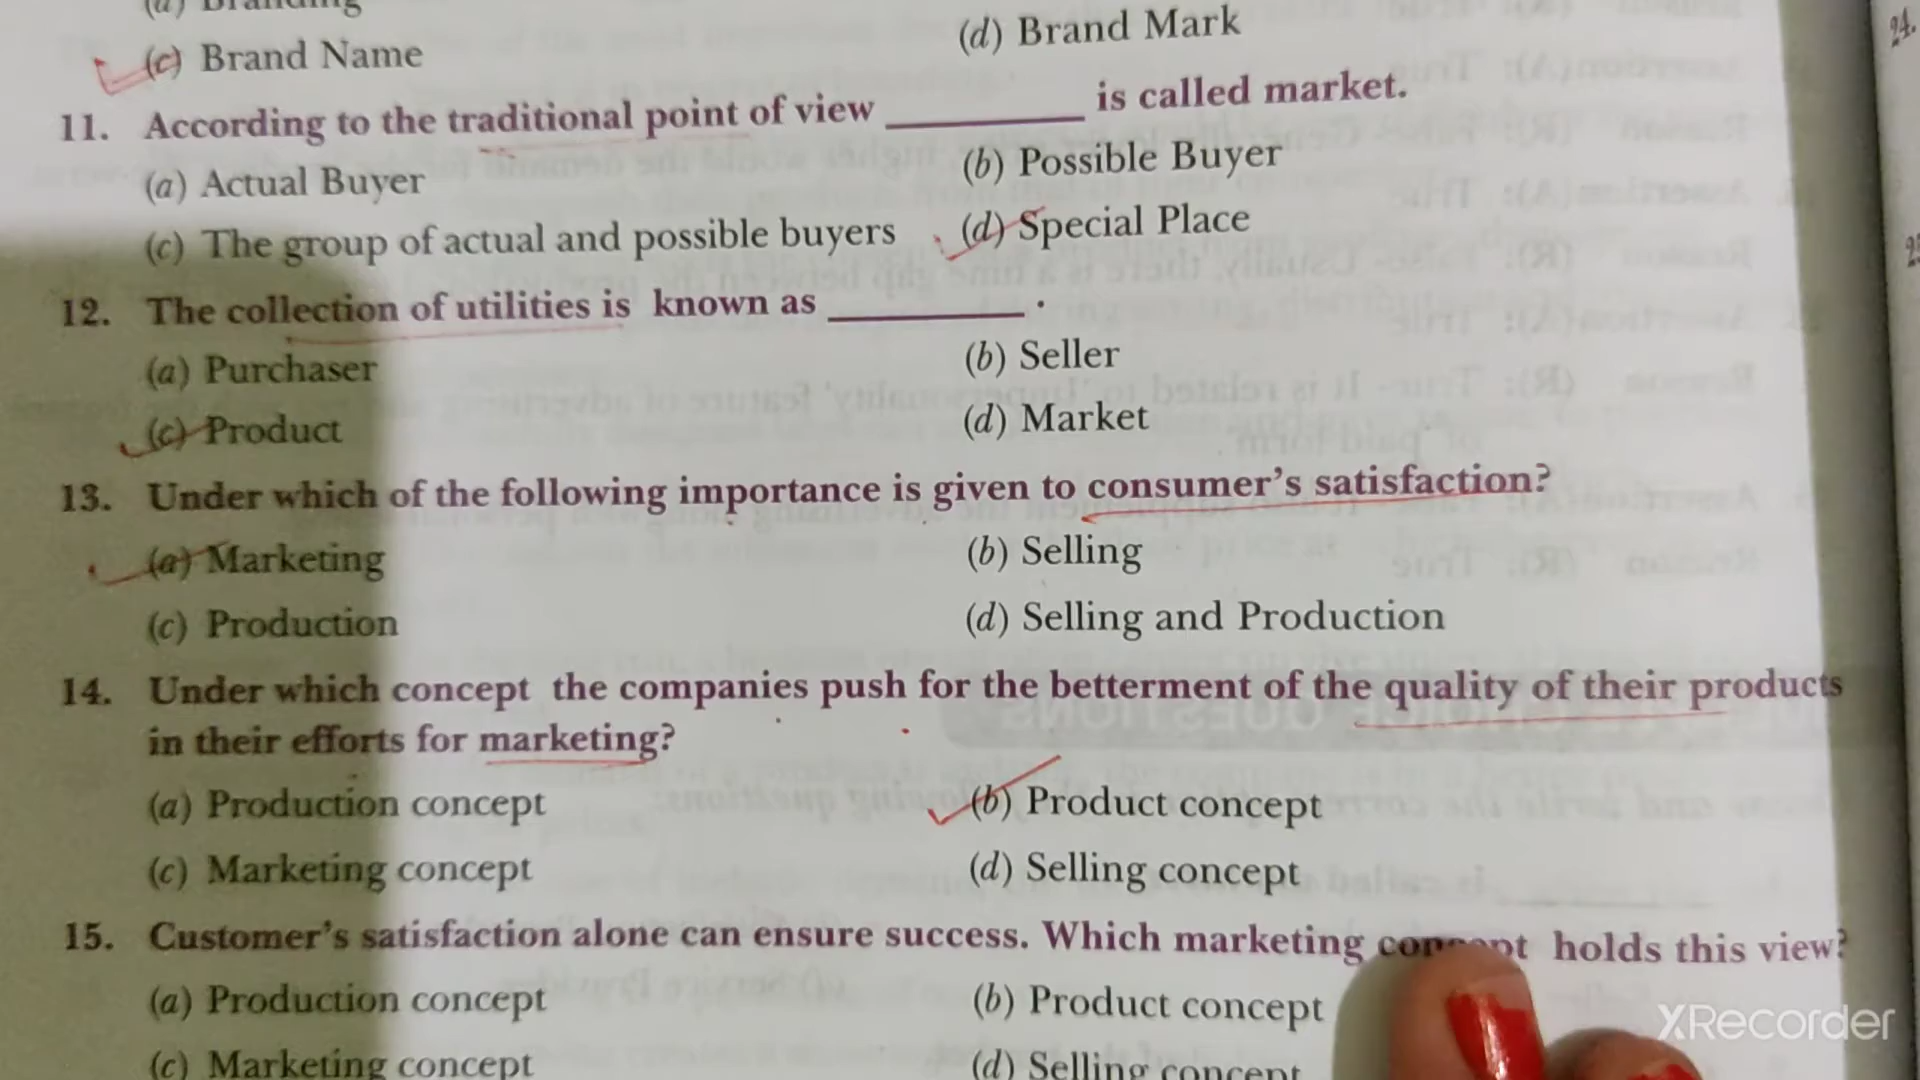 (a) Branding
(c) Brand Name
(d) Brand Mark
11. According to the traditional point of view __________ is called market.
(a) Actual Buyer
(b) Possible Buyer
(c) The group of actual and possible buyers
(d) Special Place
12. The collection of utilities is known as __________ .
(a) Purchaser
(b) Seller
(c) Product
(d) Market
13. Under which of the following importance is given to consumer's satisfaction?
(a) Marketing
(b) Selling
(c) Production
(d) Selling and Production
14. Under which concept the companies push for the betterment of the quality of their products
in their efforts for marketing?
(a) Production concept
(b) Product concept
(c) Marketing concept
(d) Selling concept
15. Customer's satisfaction alone can ensure success. Which marketing concept holds this view?
(a) Production concept
(b) Product concept
(c) Marketing concept
(d) Selling concept
24.
XRecorder